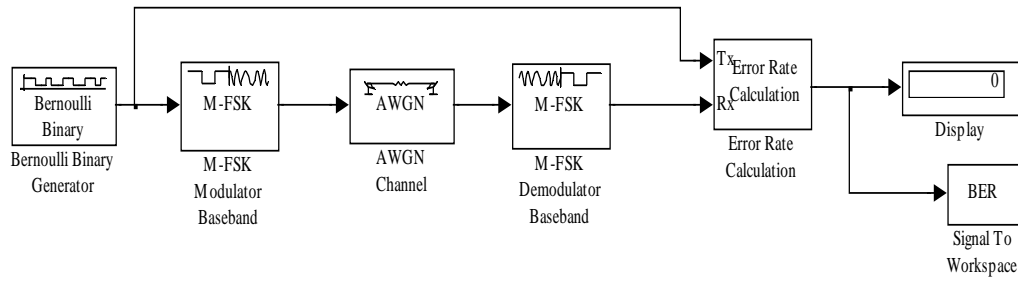 Bernoulli
Binary
Bernoulli Binary
Generator
M-FSK
M-FSK
Modulator
Baseband
AWGN
AWGN
Channel
M-FSK
M-FSK
Demodulator
Baseband
Tx
Rx
Error Rate
Calculation
Error Rate
Calculation
0
Display
BER
Signal To
Workspace